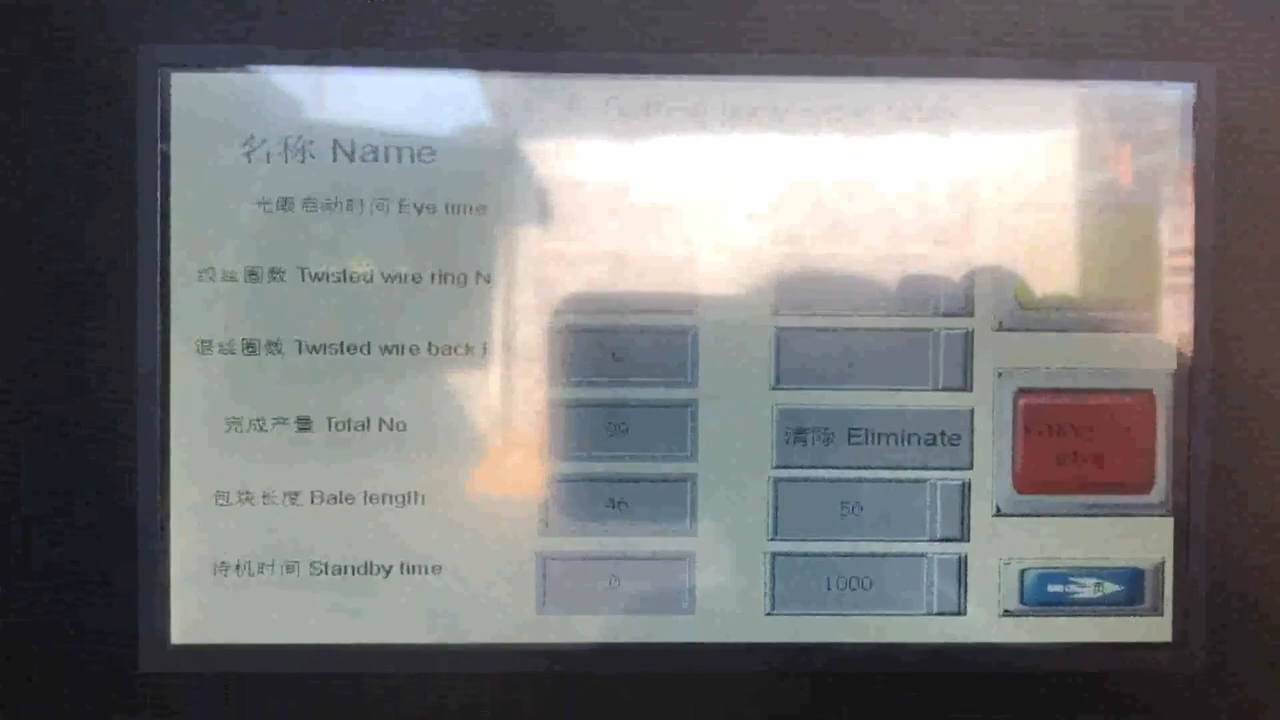 名称 Name
光眼启动时间 Eye time
绞丝圈数 Twisted wire ring N
退丝圈数 Twisted wire back
完成产量 Total No 99 清除 Eliminate
包块长度 Bale length 46 50
待机时间 Standby time 0 1000